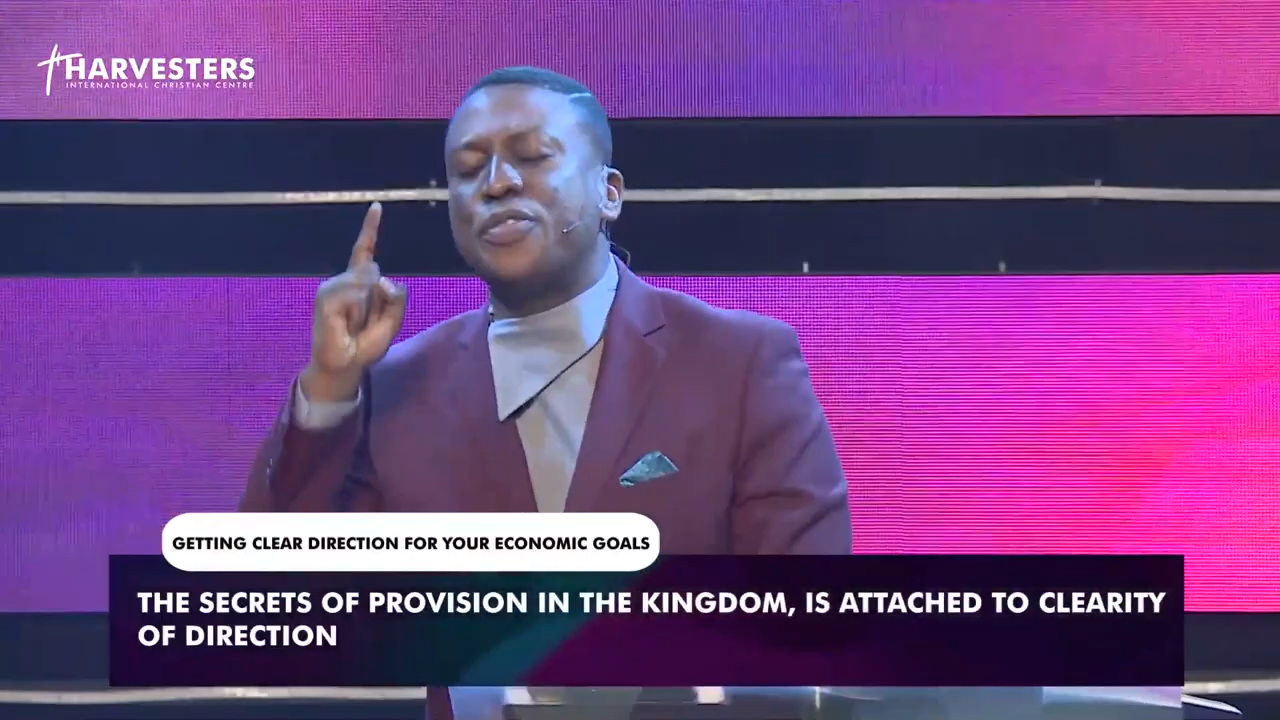 HARVESTERS
INTERNATIONAL CHRISTIAN CENTRE
GETTING CLEAR DIRECTION FOR YOUR ECONOMIC GOALS
THE SECRETS OF PROVISION IN THE KINGDOM, IS ATTACHED TO CLEARITY
OF DIRECTION